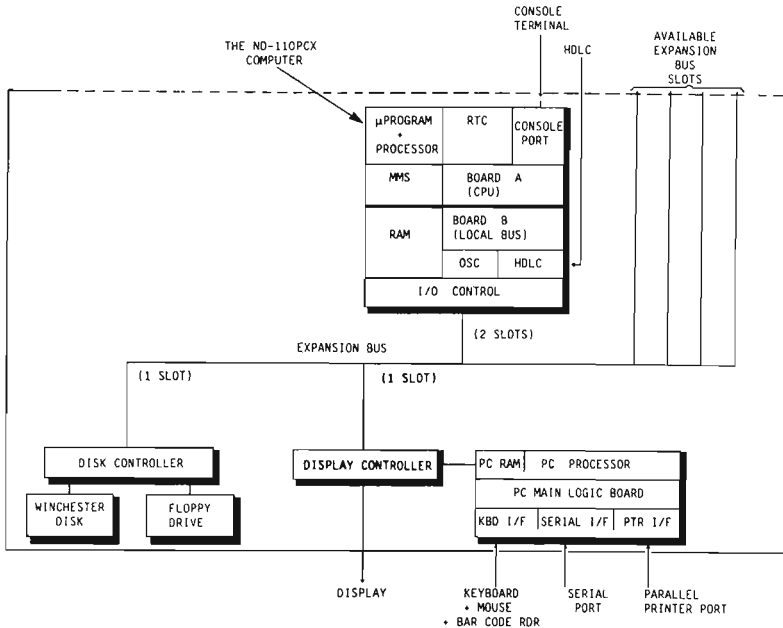 CONSOLE
TERMINAL
THE ND-110PCX
COMPUTER
HDLC
AVAILABLE
EXPANSION
BUS
SLOTS
µPROGRAM
+
PROCESSOR
RTC
CONSOLE
PORT
MMS
BOARD A
(CPU)
RAM
BOARD B
(LOCAL BUS)
OSC
HDLC
I/O CONTROL
(2 SLOTS)
EXPANSION BUS
(1 SLOT)
(1 SLOT)
DISK CONTROLLER
DISPLAY CONTROLLER
PC RAM
PC PROCESSOR
PC MAIN LOGIC BOARD
WINCHESTER
DISK
FLOPPY
DRIVE
KBD I/F
SERIAL I/F
PTR I/F
DISPLAY
KEYBOARD
+ MOUSE
+ BAR CODE RDR
SERIAL
PORT
PARALLEL
PRINTER PORT